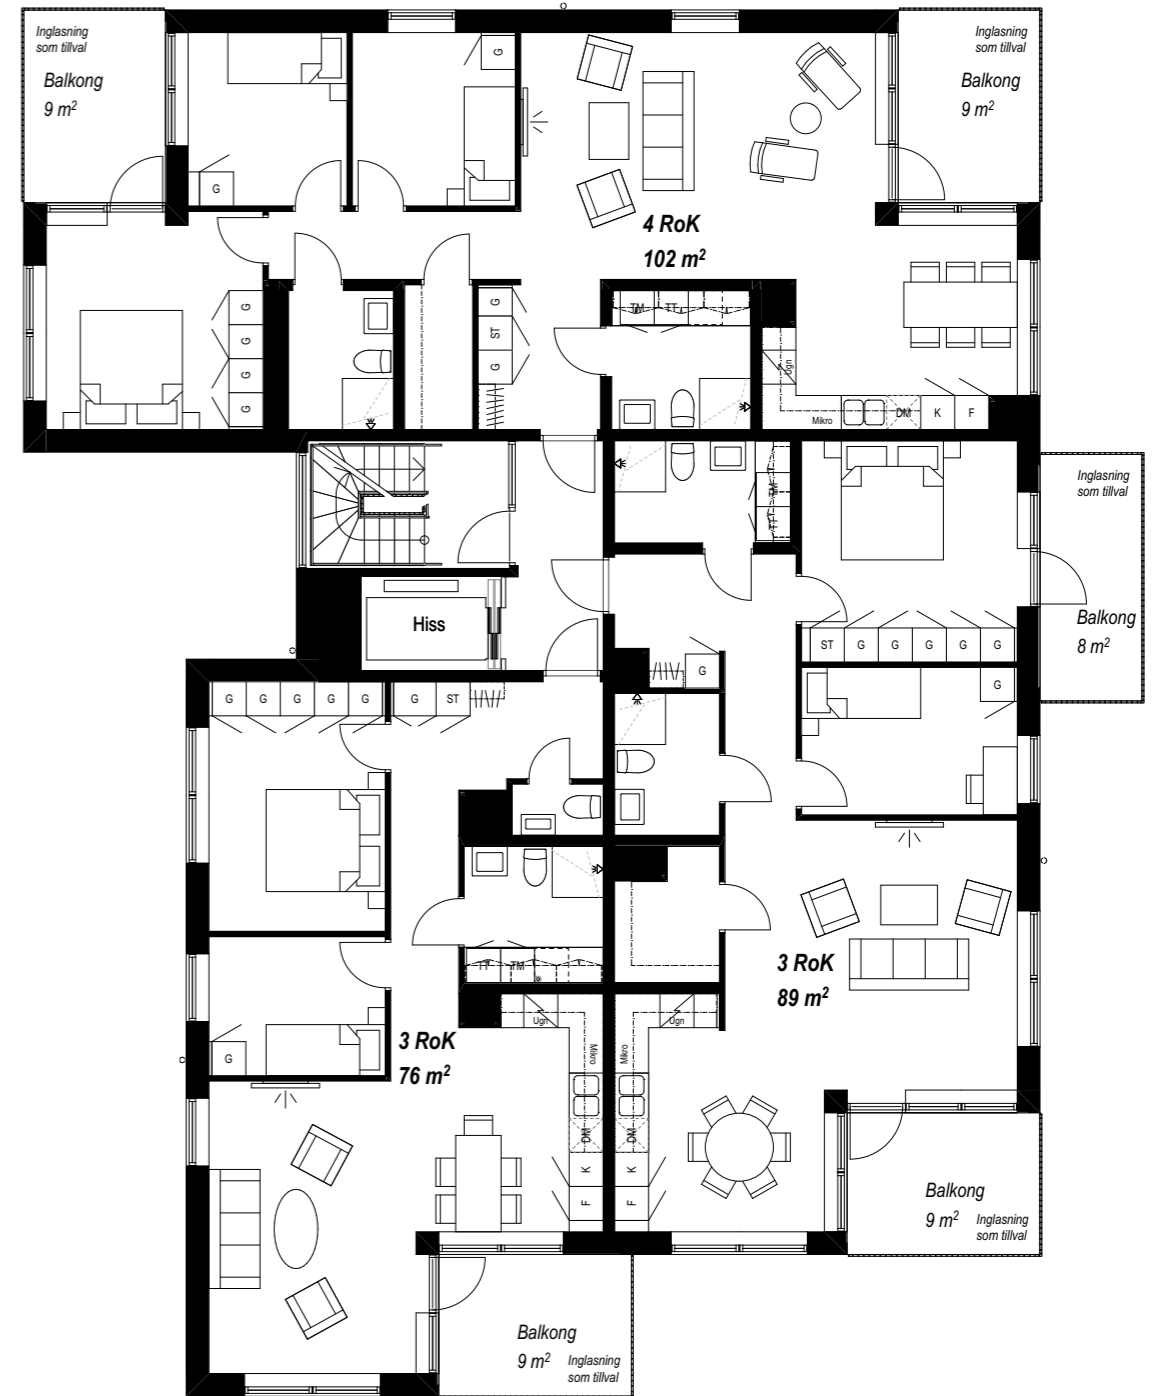 Inglasning
som tillval
Balkong
9 m²
Inglasning
som tillval
Balkong
9 m²
G
G
4 RoK
102 m²
G
G
G
G
G
ST
G
TM
TT
Ugn
Mikro
DM
K
F
TM
TT
Inglasning
som tillval
Balkong
8 m²
Hiss
ST
G
G
G
G
G
G
G
G
G
G
G
G
G
ST
G
3 RoK
89 m²
TT
TM
Ugn
Mikro
DM
K
F
Ugn
Mikro
DM
K
F
3 RoK
76 m²
G
Balkong
9 m²
Inglasning
som tillval
Balkong
9 m²
Inglasning
som tillval